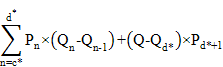 d*
∑ Pn×(Qn-Qn-1)+(Q-Qd*)×Pd*+1
n=c*